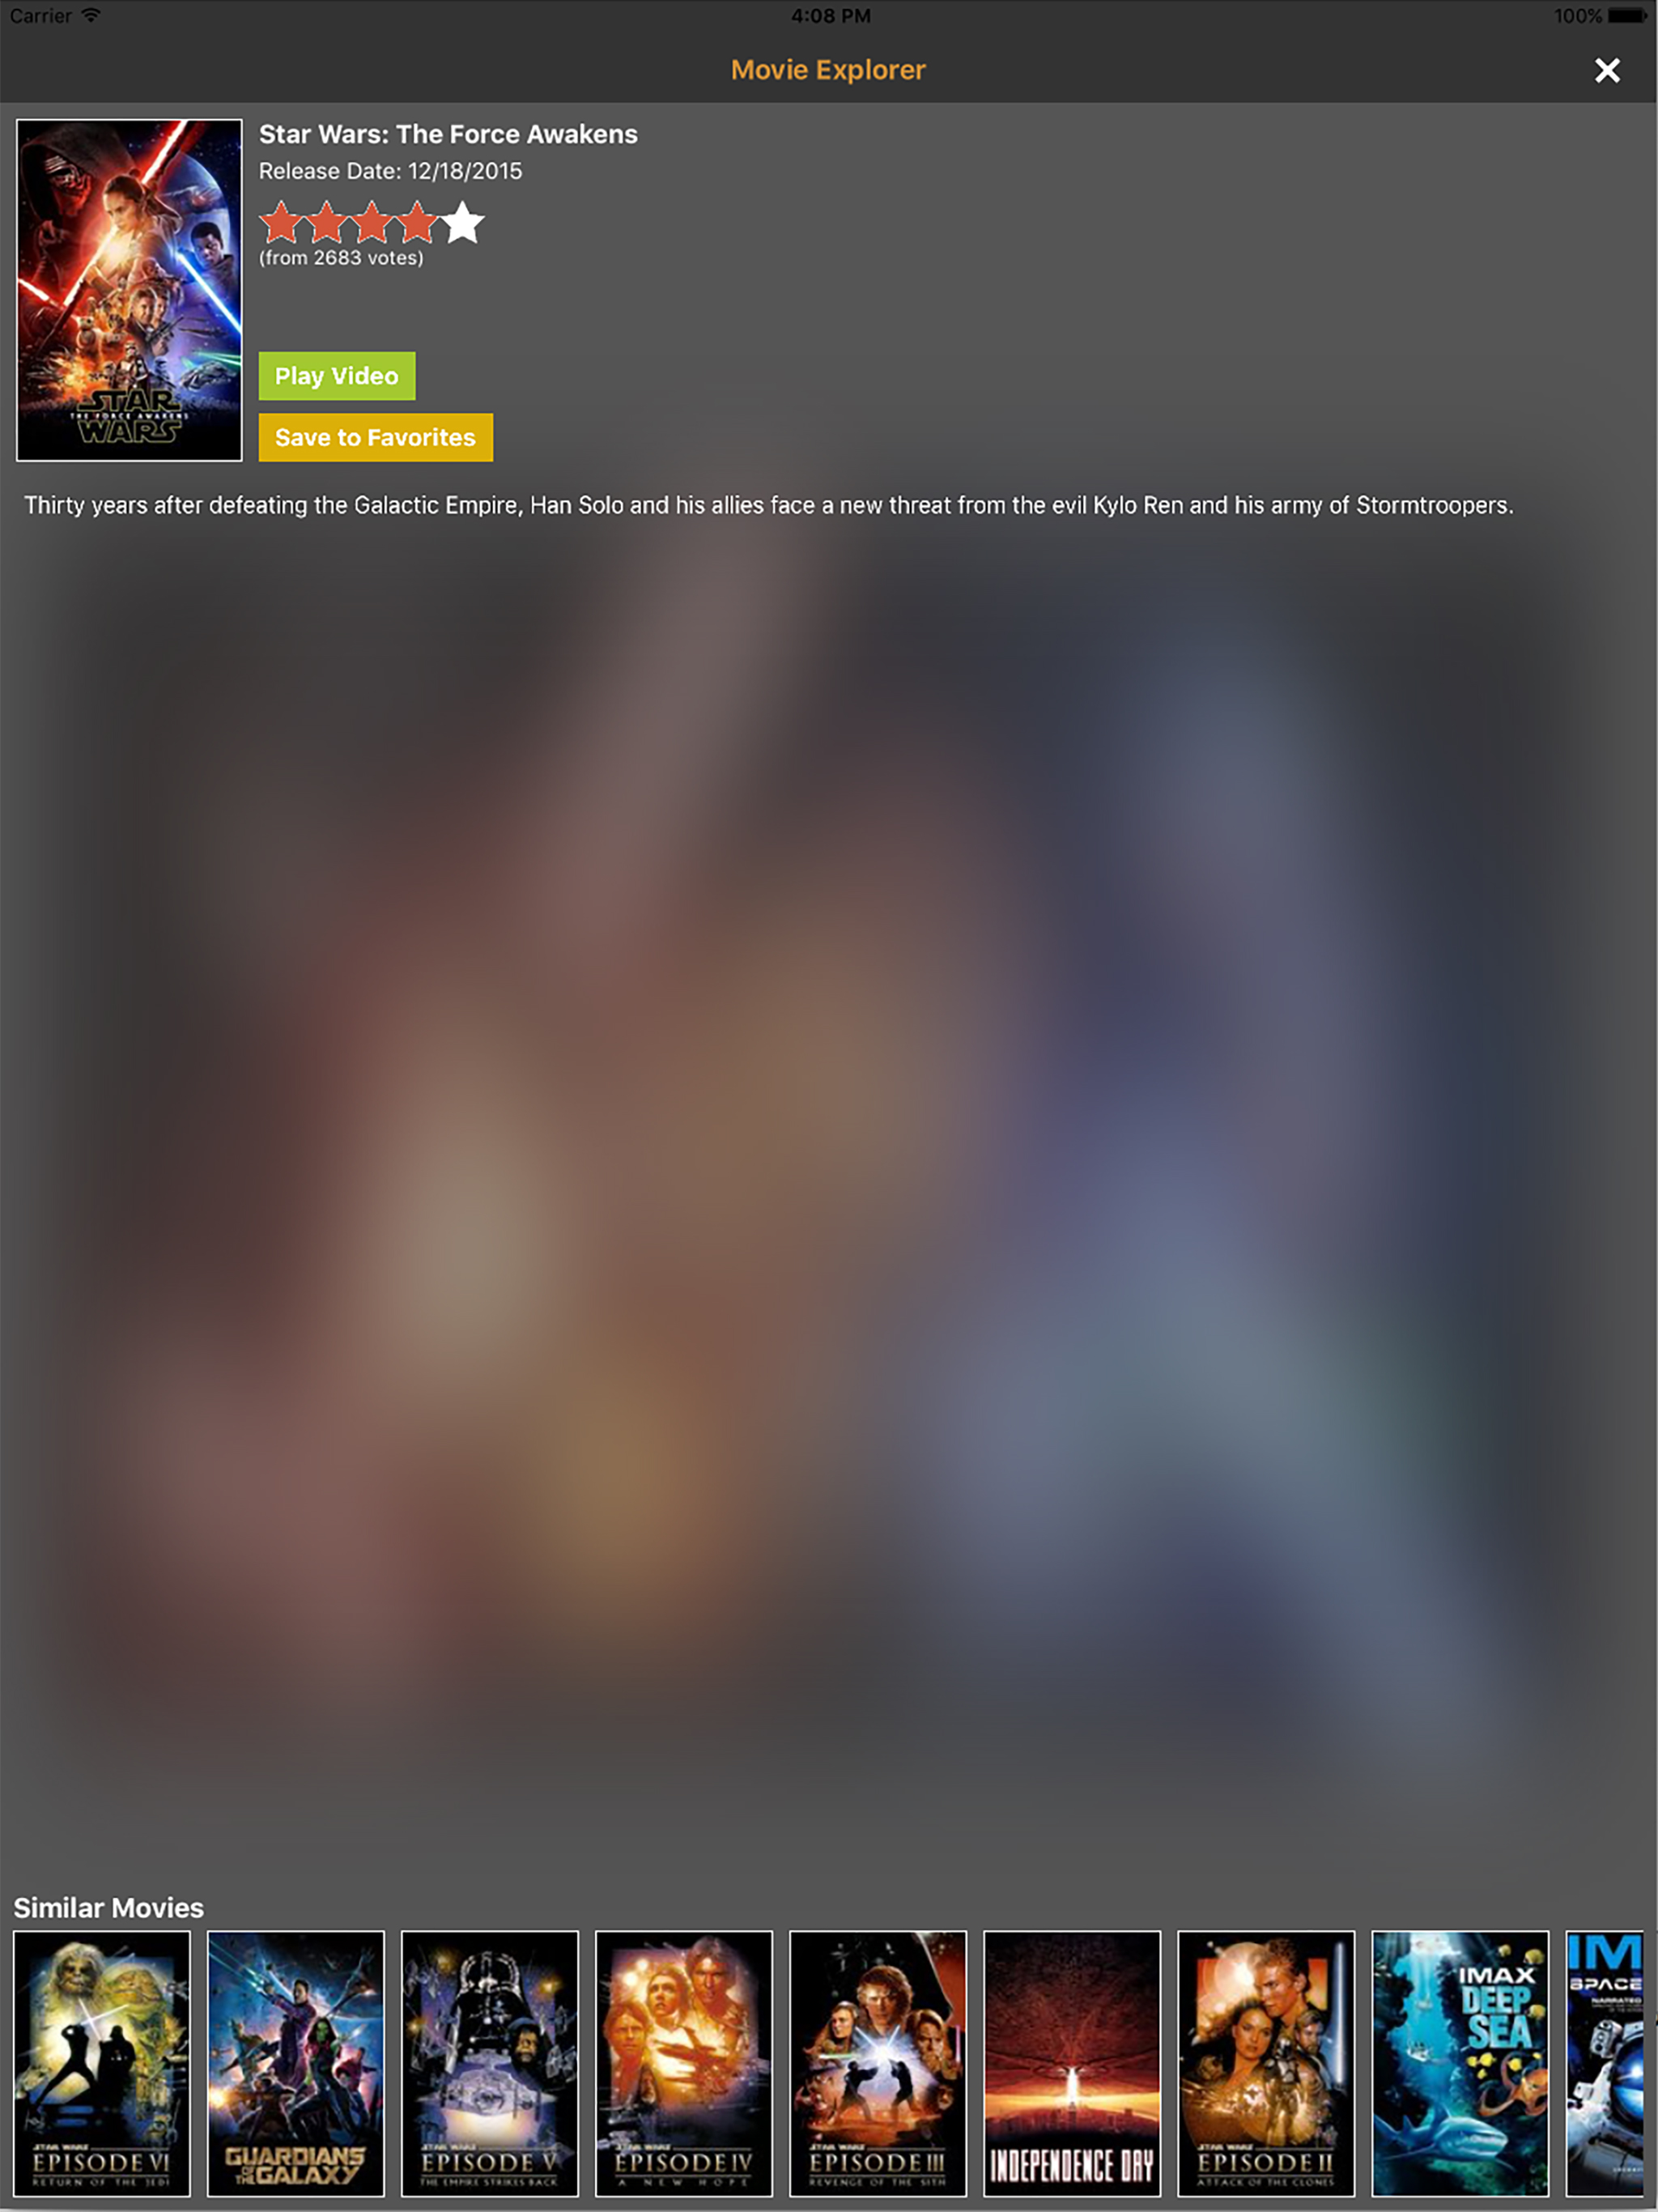 Carrier 4:08 PM 100%
Movie Explorer
Star Wars: The Force Awakens
Release Date: 12/18/2015
(from 2683 votes)
STAR
THE FORCE AWAKENS
WARS
Play Video
Save to Favorites
Thirty years after defeating the Galactic Empire, Han Solo and his allies face a new threat from the evil Kylo Ren and his army of Stormtroopers.
Similar Movies
STAR WARS
EPISODE VI
RETURN OF THE JEDI
GUARDIANS
OF THE GALAXY
STAR WARS
EPISODE V
THE EMPIRE STRIKES BACK
STAR WARS
EPISODE IV
A NEW HOPE
STAR WARS
EPISODE III
REVENGE OF THE SITH
INDEPENDENCE DAY
STAR WARS
EPISODE II
ATTACK OF THE CLONES
IMAX
DEEP
SEA
IM
SPACE
NARRATED